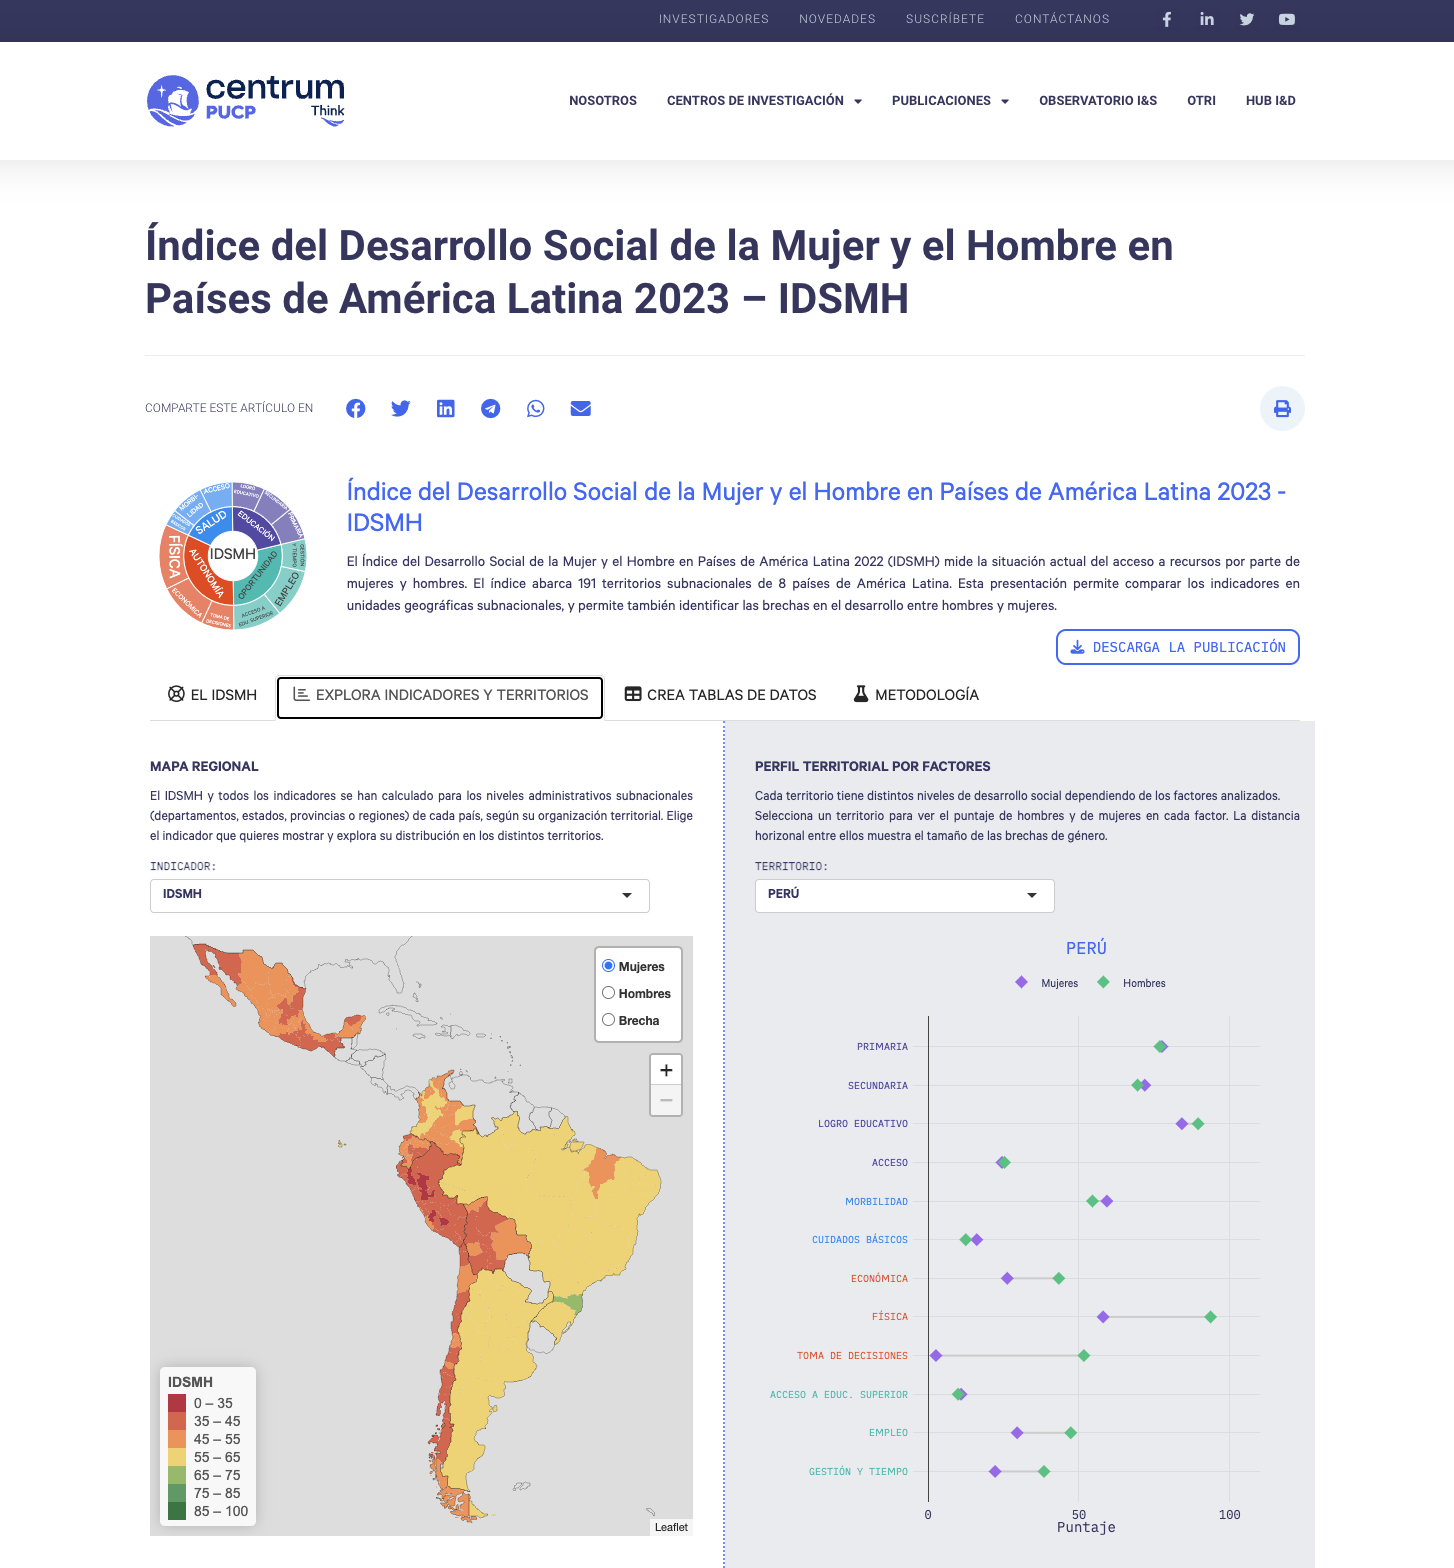 INVESTIGADORES NOVEDADES SUSCRÍBETE CONTÁCTANOS
centrum
PUCP
Think
NOSOTROS CENTROS DE INVESTIGACIÓN PUBLICACIONES OBSERVATORIO I&S OTRI HUB I&D
Índice del Desarrollo Social de la Mujer y el Hombre en
Países de América Latina 2023 – IDSMH
COMPARTE ESTE ARTÍCULO EN
IDSMH
SALUD
EDUCACIÓN
OPORTUNIDAD
AUTONOMÍA
ACCESO
LOGRO EDUCATIVO
EMPLEO
ACCESO A EDU. SUPERIOR
TOMA DE DECISIONES
ECONÓMICA
FÍSICA
Índice del Desarrollo Social de la Mujer y el Hombre en Países de América Latina 2023 -
IDSMH
El Índice del Desarrollo Social de la Mujer y el Hombre en Países de América Latina 2022 (IDSMH) mide la situación actual del acceso a recursos por parte de
mujeres y hombres. El índice abarca 191 territorios subnacionales de 8 países de América Latina. Esta presentación permite comparar los indicadores en
unidades geográficas subnacionales, y permite también identificar las brechas en el desarrollo entre hombres y mujeres.
DESCARGA LA PUBLICACIÓN
EL IDSMH EXPLORA INDICADORES Y TERRITORIOS CREA TABLAS DE DATOS METODOLOGÍA
MAPA REGIONAL
El IDSMH y todos los indicadores se han calculado para los niveles administrativos subnacionales
(departamentos, estados, provincias o regiones) de cada país, según su organización territorial. Elige
el indicador que quieres mostrar y explora su distribución en los distintos territorios.
INDICADOR:
IDSMH
Mujeres
Hombres
Brecha
+
−
IDSMH
0 – 35
35 – 45
45 – 55
55 – 65
65 – 75
75 – 85
85 – 100
Leaflet
PERFIL TERRITORIAL POR FACTORES
Cada territorio tiene distintos niveles de desarrollo social dependiendo de los factores analizados.
Selecciona un territorio para ver el puntaje de hombres y de mujeres en cada factor. La distancia
horizonal entre ellos muestra el tamaño de las brechas de género.
TERRITORIO:
PERÚ
PERÚ
Mujeres Hombres
PRIMARIA
SECUNDARIA
LOGRO EDUCATIVO
ACCESO
MORBILIDAD
CUIDADOS BÁSICOS
ECONÓMICA
FÍSICA
TOMA DE DECISIONES
ACCESO A EDUC. SUPERIOR
EMPLEO
GESTIÓN Y TIEMPO
0 50 100
Puntaje